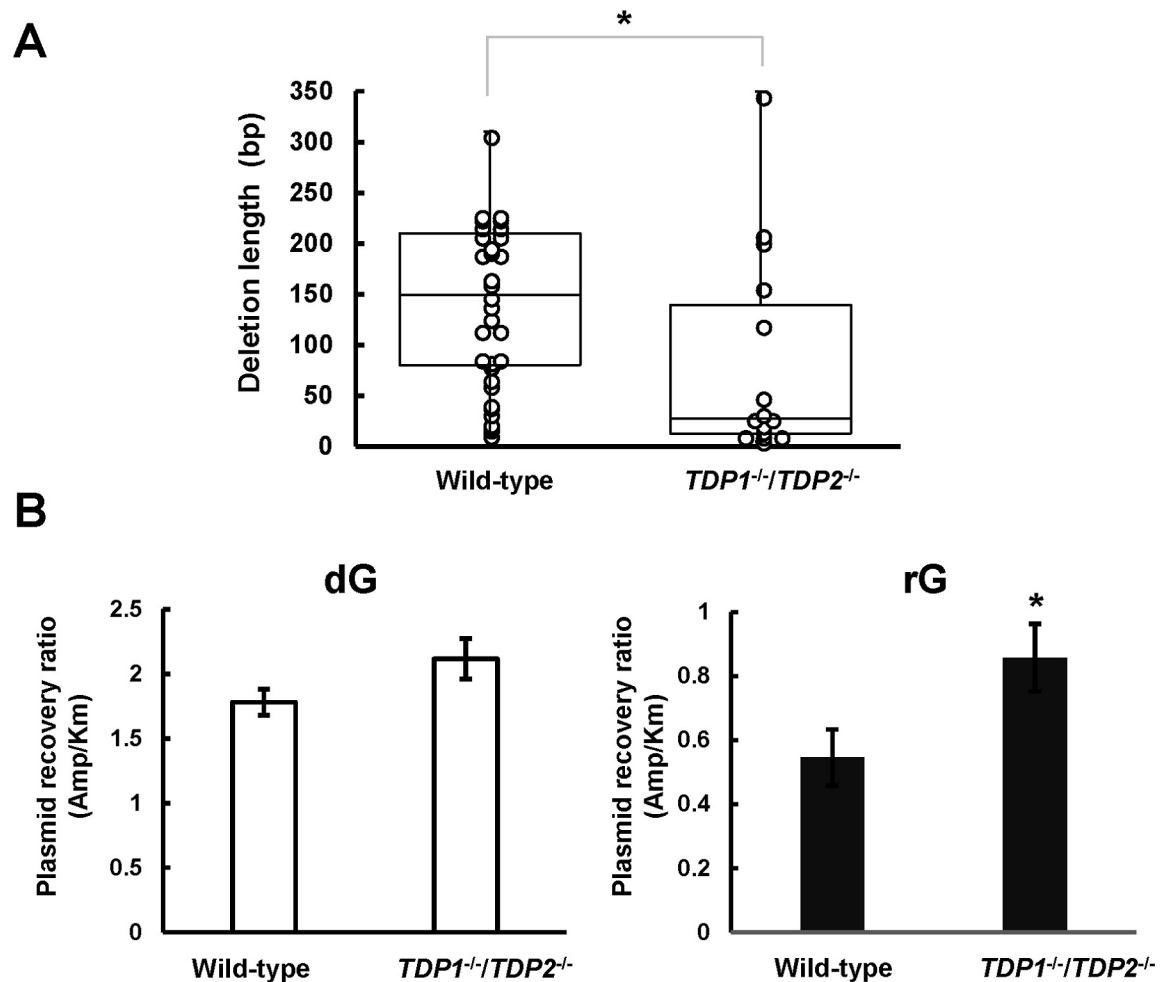 A
*
Deletion length (bp)
350
300
250
200
150
100
50
0
Wild-type
TDP1-/-/TDP2-/-
B
dG
Plasmid recovery ratio
(Amp/Km)
2.5
2
1.5
1
0.5
0
Wild-type
TDP1-/-/TDP2-/-
rG
Plasmid recovery ratio
(Amp/Km)
1
0.8
0.6
0.4
0.2
0
*
Wild-type
TDP1-/-/TDP2-/-